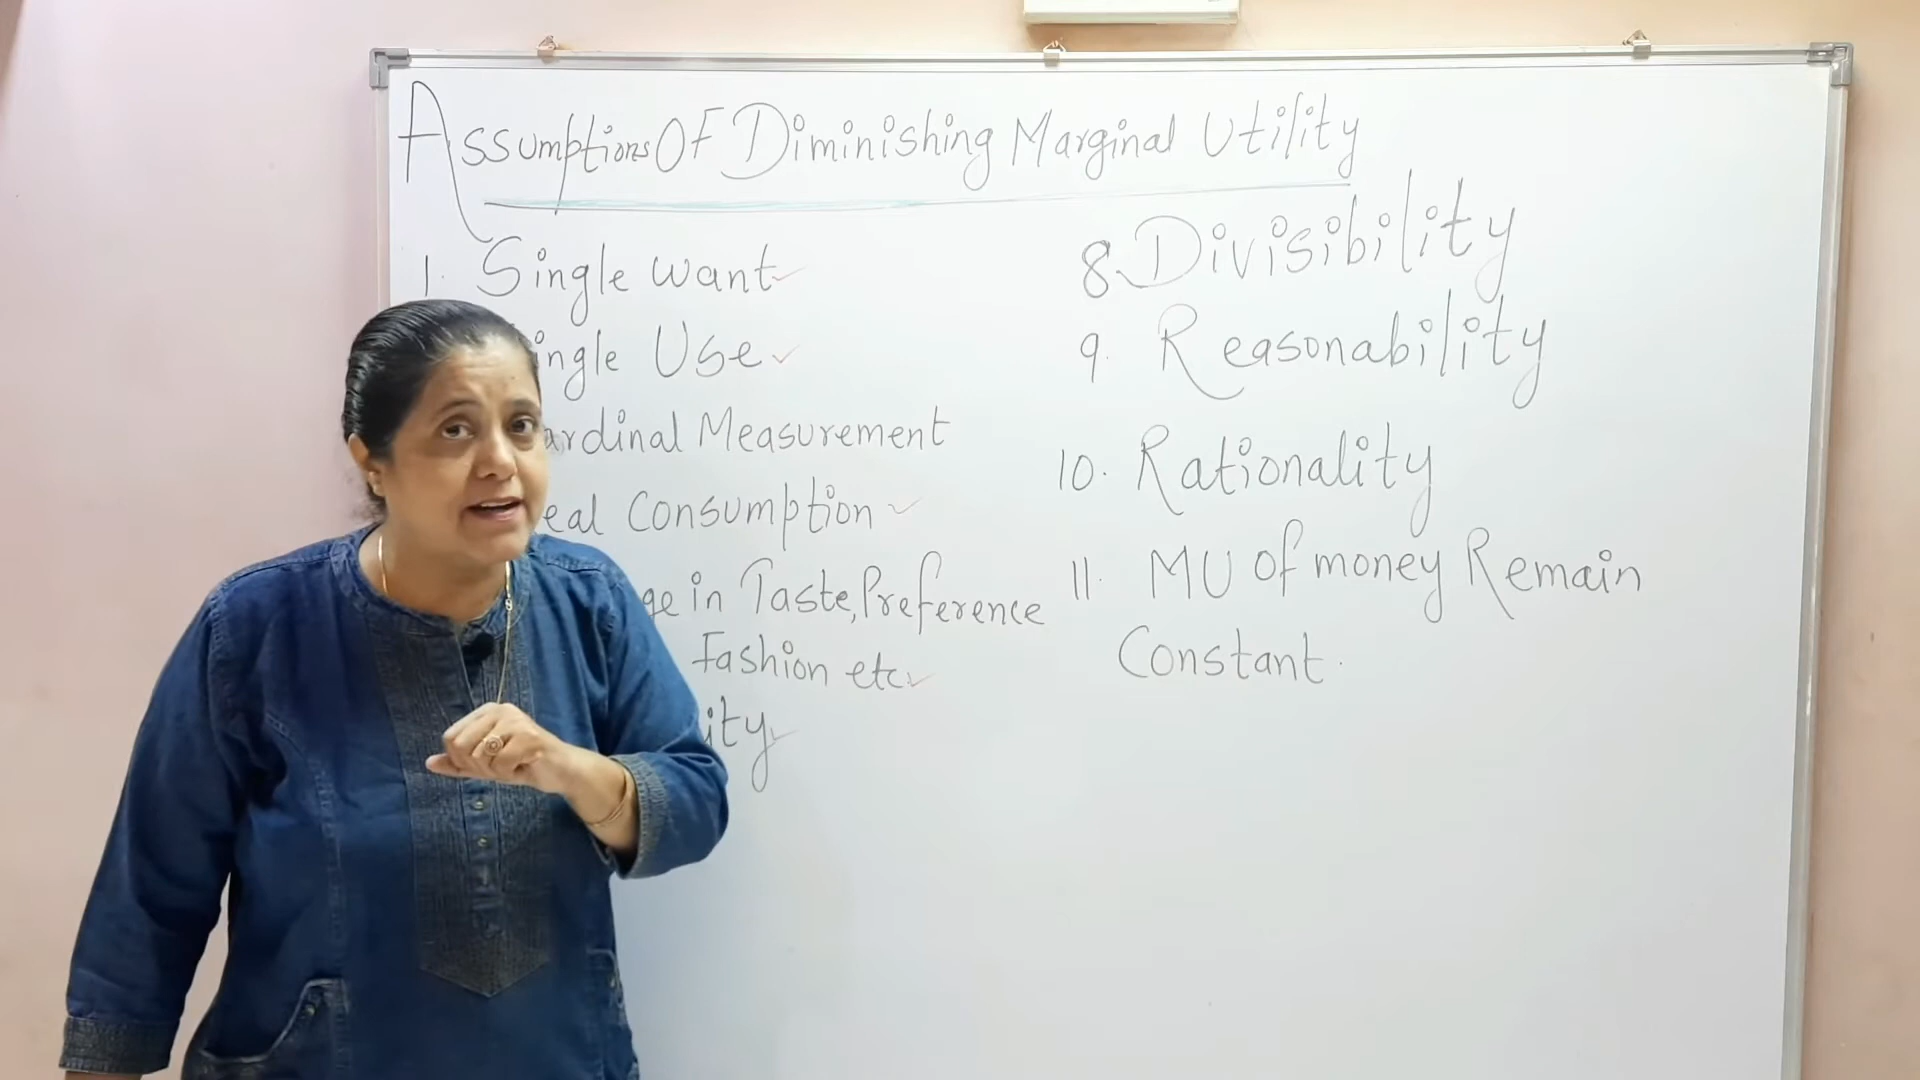 Assumptions Of Diminishing Marginal Utility
1. Single want
ingle Use
ardinal Measurement
eal Consumption
ge in Taste, Preference
Fashion etc
ity
8. Divisibility
9. Reasonability
10. Rationality
11. MU Of money Remain
Constant.